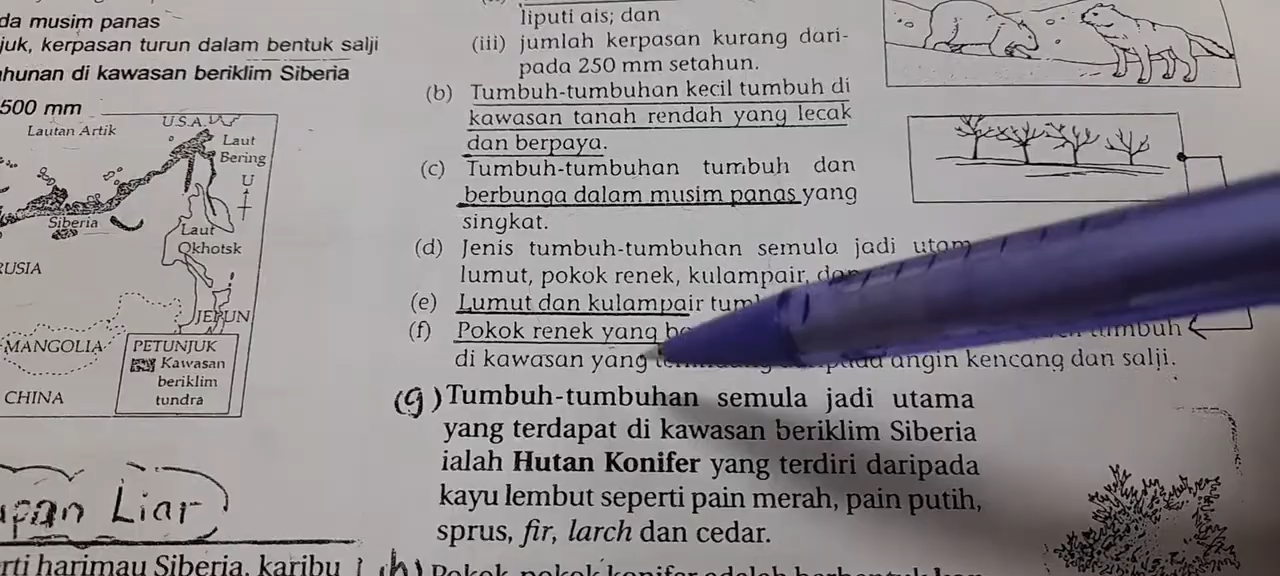 da musim panas
juk, kerpasan turun dalam bentuk salji
ahunan di kawasan beriklim Siberia
500 mm
Lautan Artik
U.S.A.
Laut
Bering
U
Siberia
Laut
Okhotsk
RUSIA
JEPUN
MANGOLIA
CHINA
PETUNJUK
Kawasan
beriklim
tundra
Liar
rti harimau Siberia, karibu
liputi ais; dan
(iii) jumlah kerpasan kurang dari-
pada 250 mm setahun.
(b) Tumbuh-tumbuhan kecil tumbuh di
kawasan tanah rendah yang lecak
dan berpaya.
(c) Tumbuh-tumbuhan tumbuh dan
berbunga dalam musim panas yang
singkat.
(d) Jenis tumbuh-tumbuhan semula jadi
lumut, pokok renek, kulampair,
(e) Lumut dan kulampair
(f) Pokok renek yang
di kawasan yang angin kencang dan salji.
(g) Tumbuh-tumbuhan semula jadi utama
yang terdapat di kawasan beriklim Siberia
ialah Hutan Konifer yang terdiri daripada
kayu lembut seperti pain merah, pain putih,
sprus, fir, larch dan cedar.